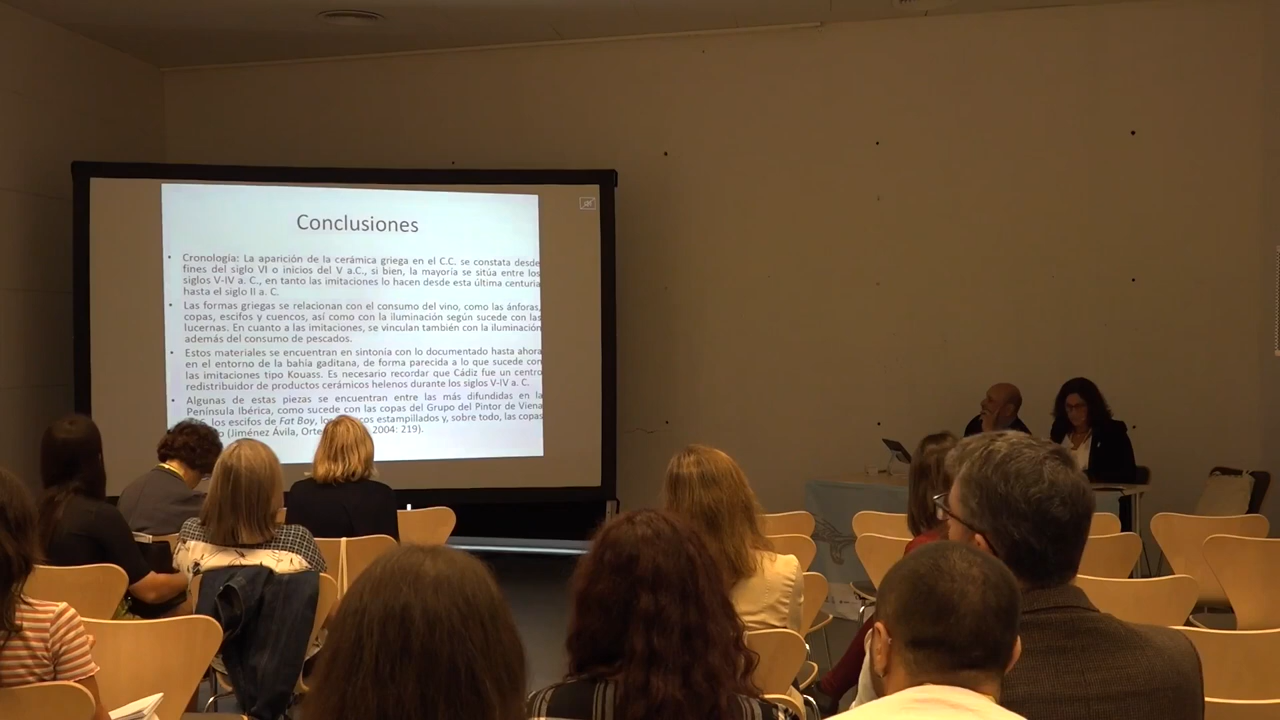 Conclusiones
• Cronología: La aparición de la cerámica griega en el C.C. se constata desde
fines del siglo VI o inicios del V a.C., si bien, la mayoría se sitúa entre los
siglos V-IV a. C., en tanto las imitaciones lo hacen desde esta última centuria
hasta el siglo II a. C.
• Las formas griegas se relacionan con el consumo del vino, como las ánforas,
copas, escifos y cuencos, así como con la iluminación según sucede con las
lucernas. En cuanto a las imitaciones, se vinculan también con la iluminación
además del consumo de pescados.
• Estos materiales se encuentran en sintonía con lo documentado hasta ahora
en el entorno de la bahía gaditana, de forma parecida a lo que sucede con
las imitaciones tipo Kouass. Es necesario recordar que Cádiz fue un centro
redistribuidor de productos cerámicos helenos durante los siglos V-IV a. C.
• Algunas de estas piezas se encuentran entre las más difundidas en la
Península Ibérica, como sucede con las copas del Grupo del Pintor de Viena
los escifos de Fat Boy, estampillados y, sobre todo, las copas
(Jiménez Ávila, 2004: 219).